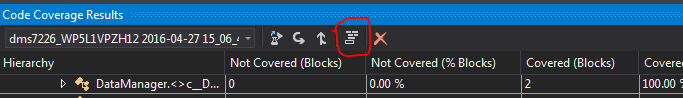 Code Coverage Results
dms7226_WP5L1VPZH12 2016-04-27 15_06_
Hierarchy Not Covered (Blocks) Not Covered (% Blocks) Covered (Blocks) Covered
DataManager.<>c__D... 0 0.00 % 2 100.00 %